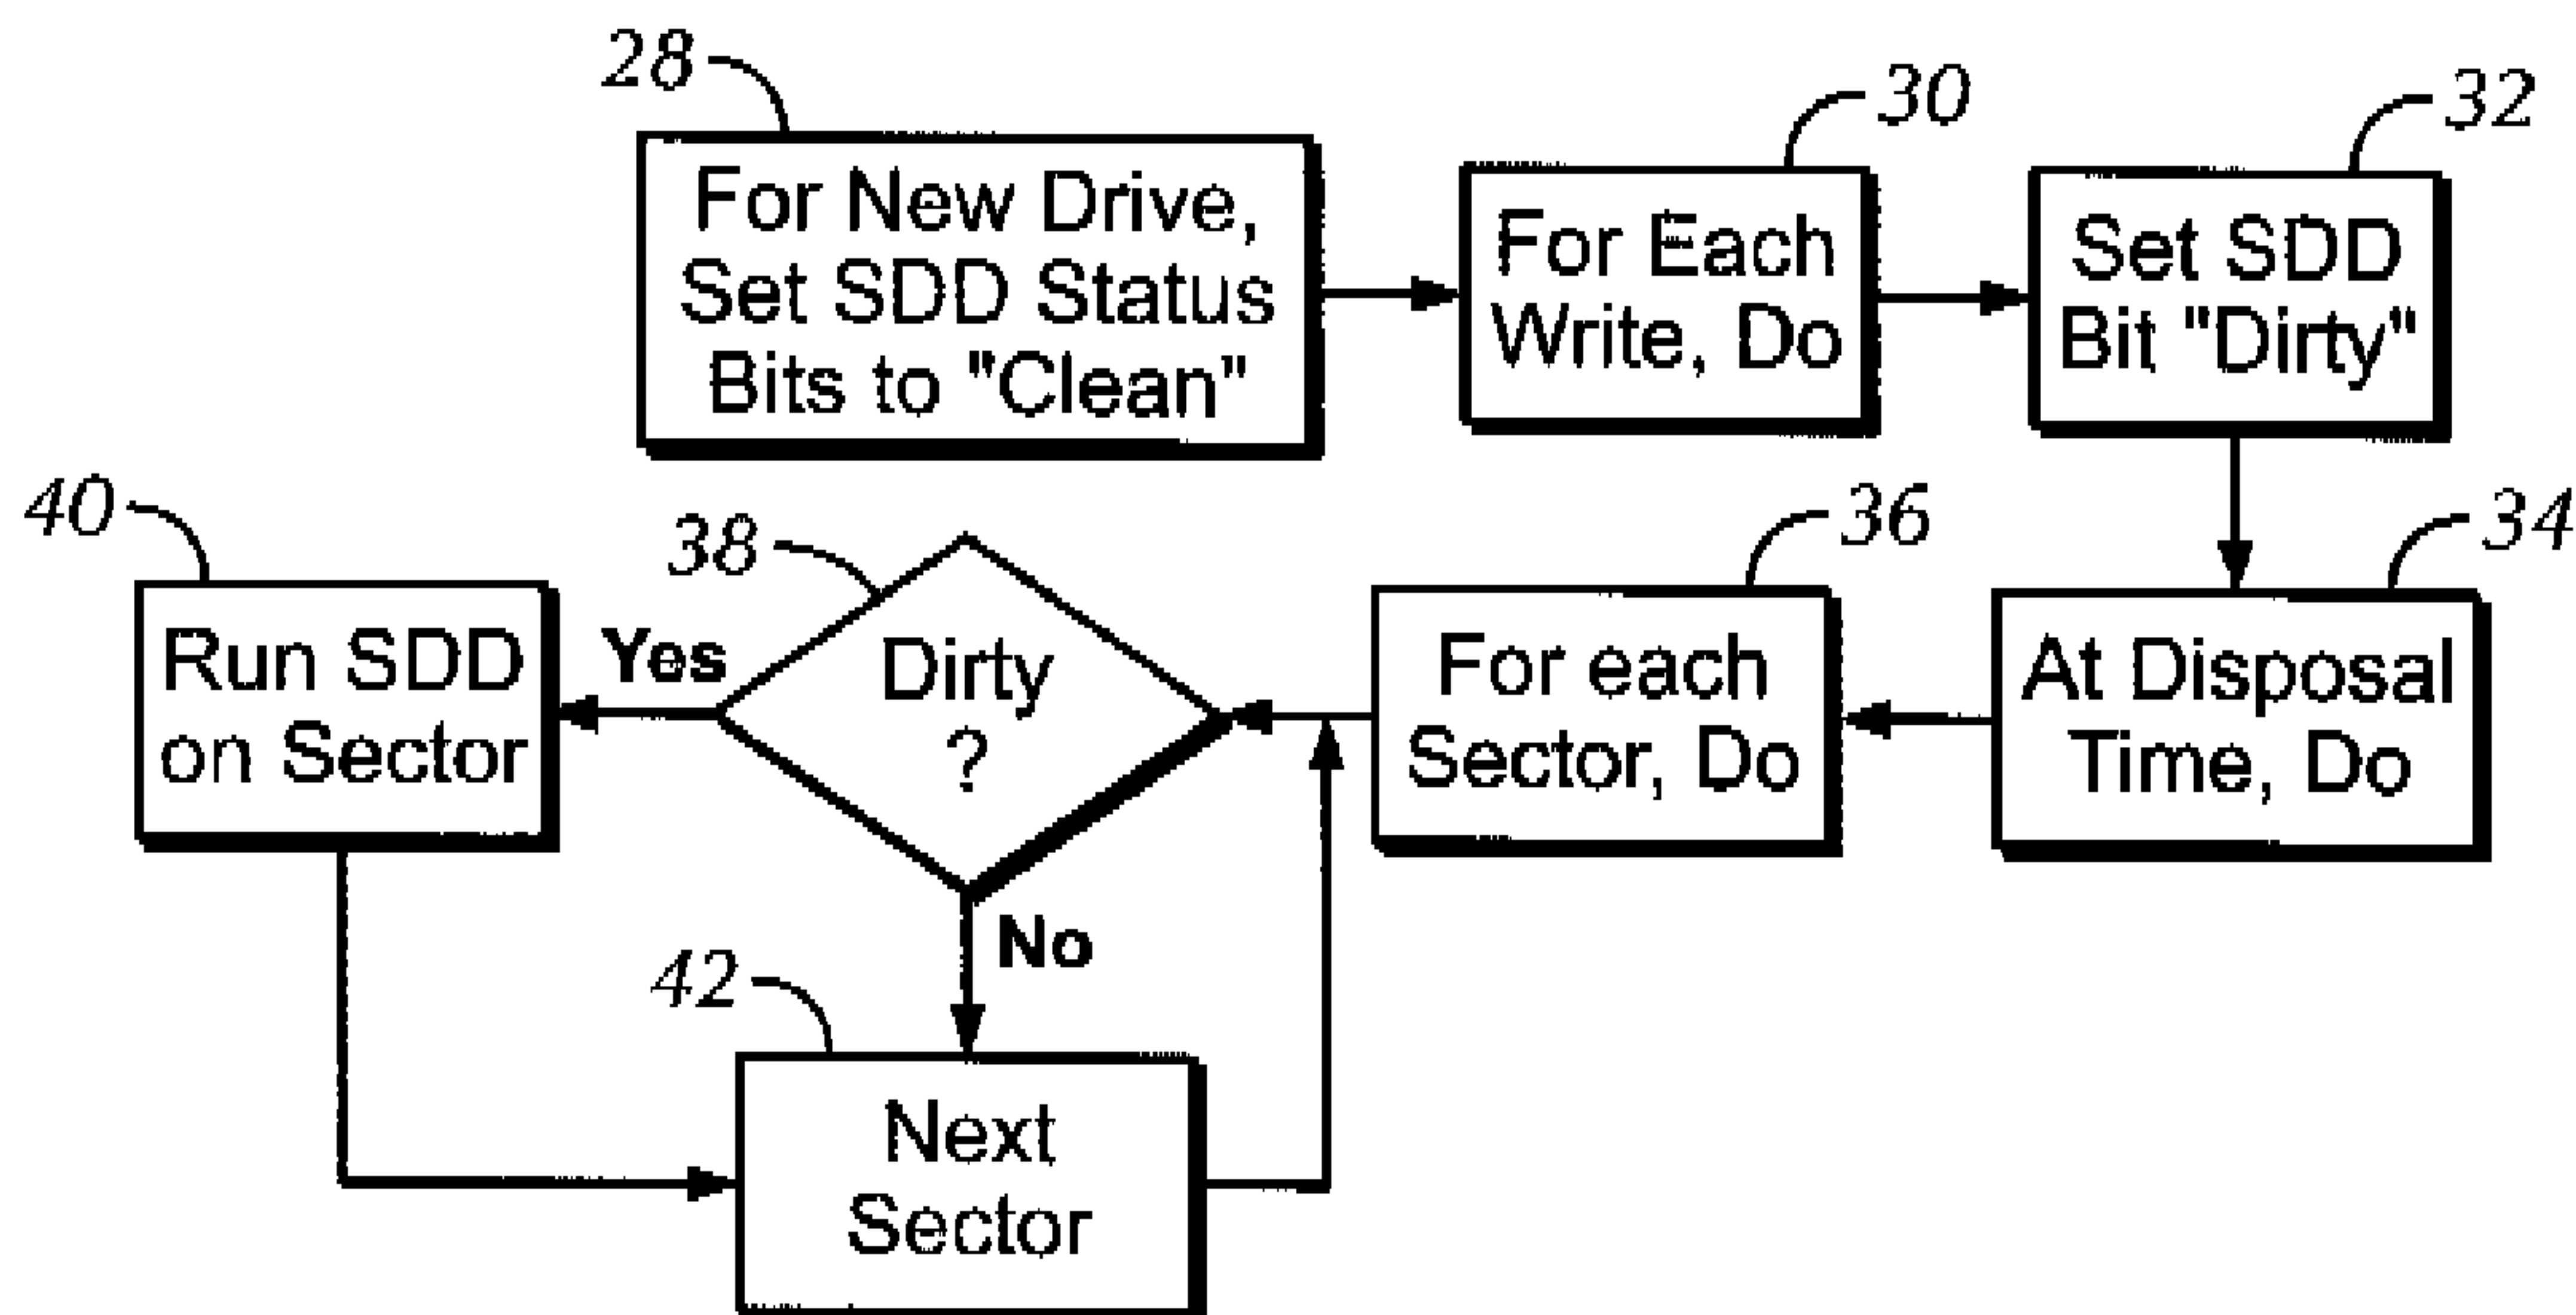 28
For New Drive,
Set SDD Status
Bits to "Clean"
30
For Each
Write, Do
32
Set SDD
Bit "Dirty"
34
At Disposal
Time, Do
36
For each
Sector, Do
38
Dirty
?
Yes
No
40
Run SDD
on Sector
42
Next
Sector